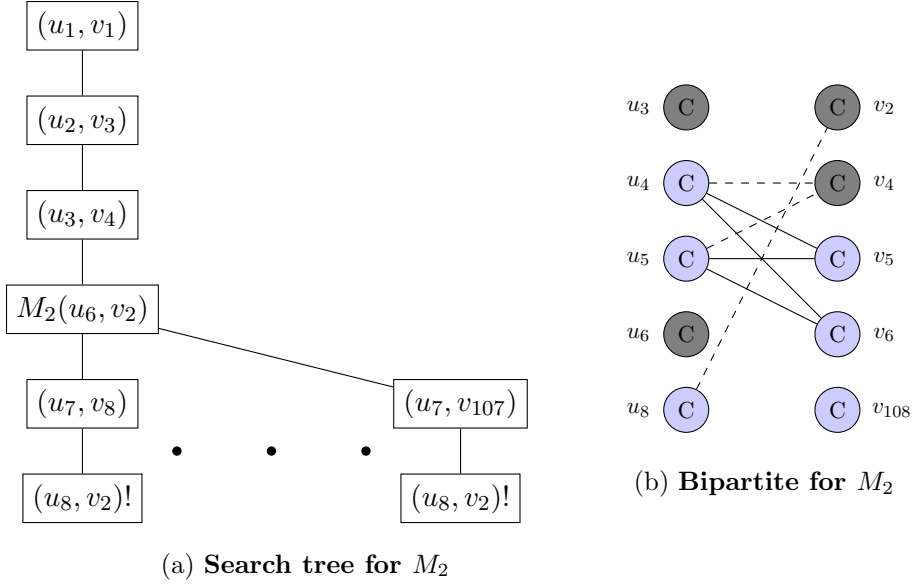 (u₁, v₁)
(u₂, v₃)
(u₃, v₄)
M₂(u₆, v₂)
(u₇, v₈)
(u₇, v₁₀₇)
(u₈, v₂)!
(u₈, v₂)!
(a) Search tree for M₂
u₃ C C v₂
u₄ C C v₄
u₅ C C v₅
u₆ C C v₆
u₈ C C v₁₀₈
(b) Bipartite for M₂